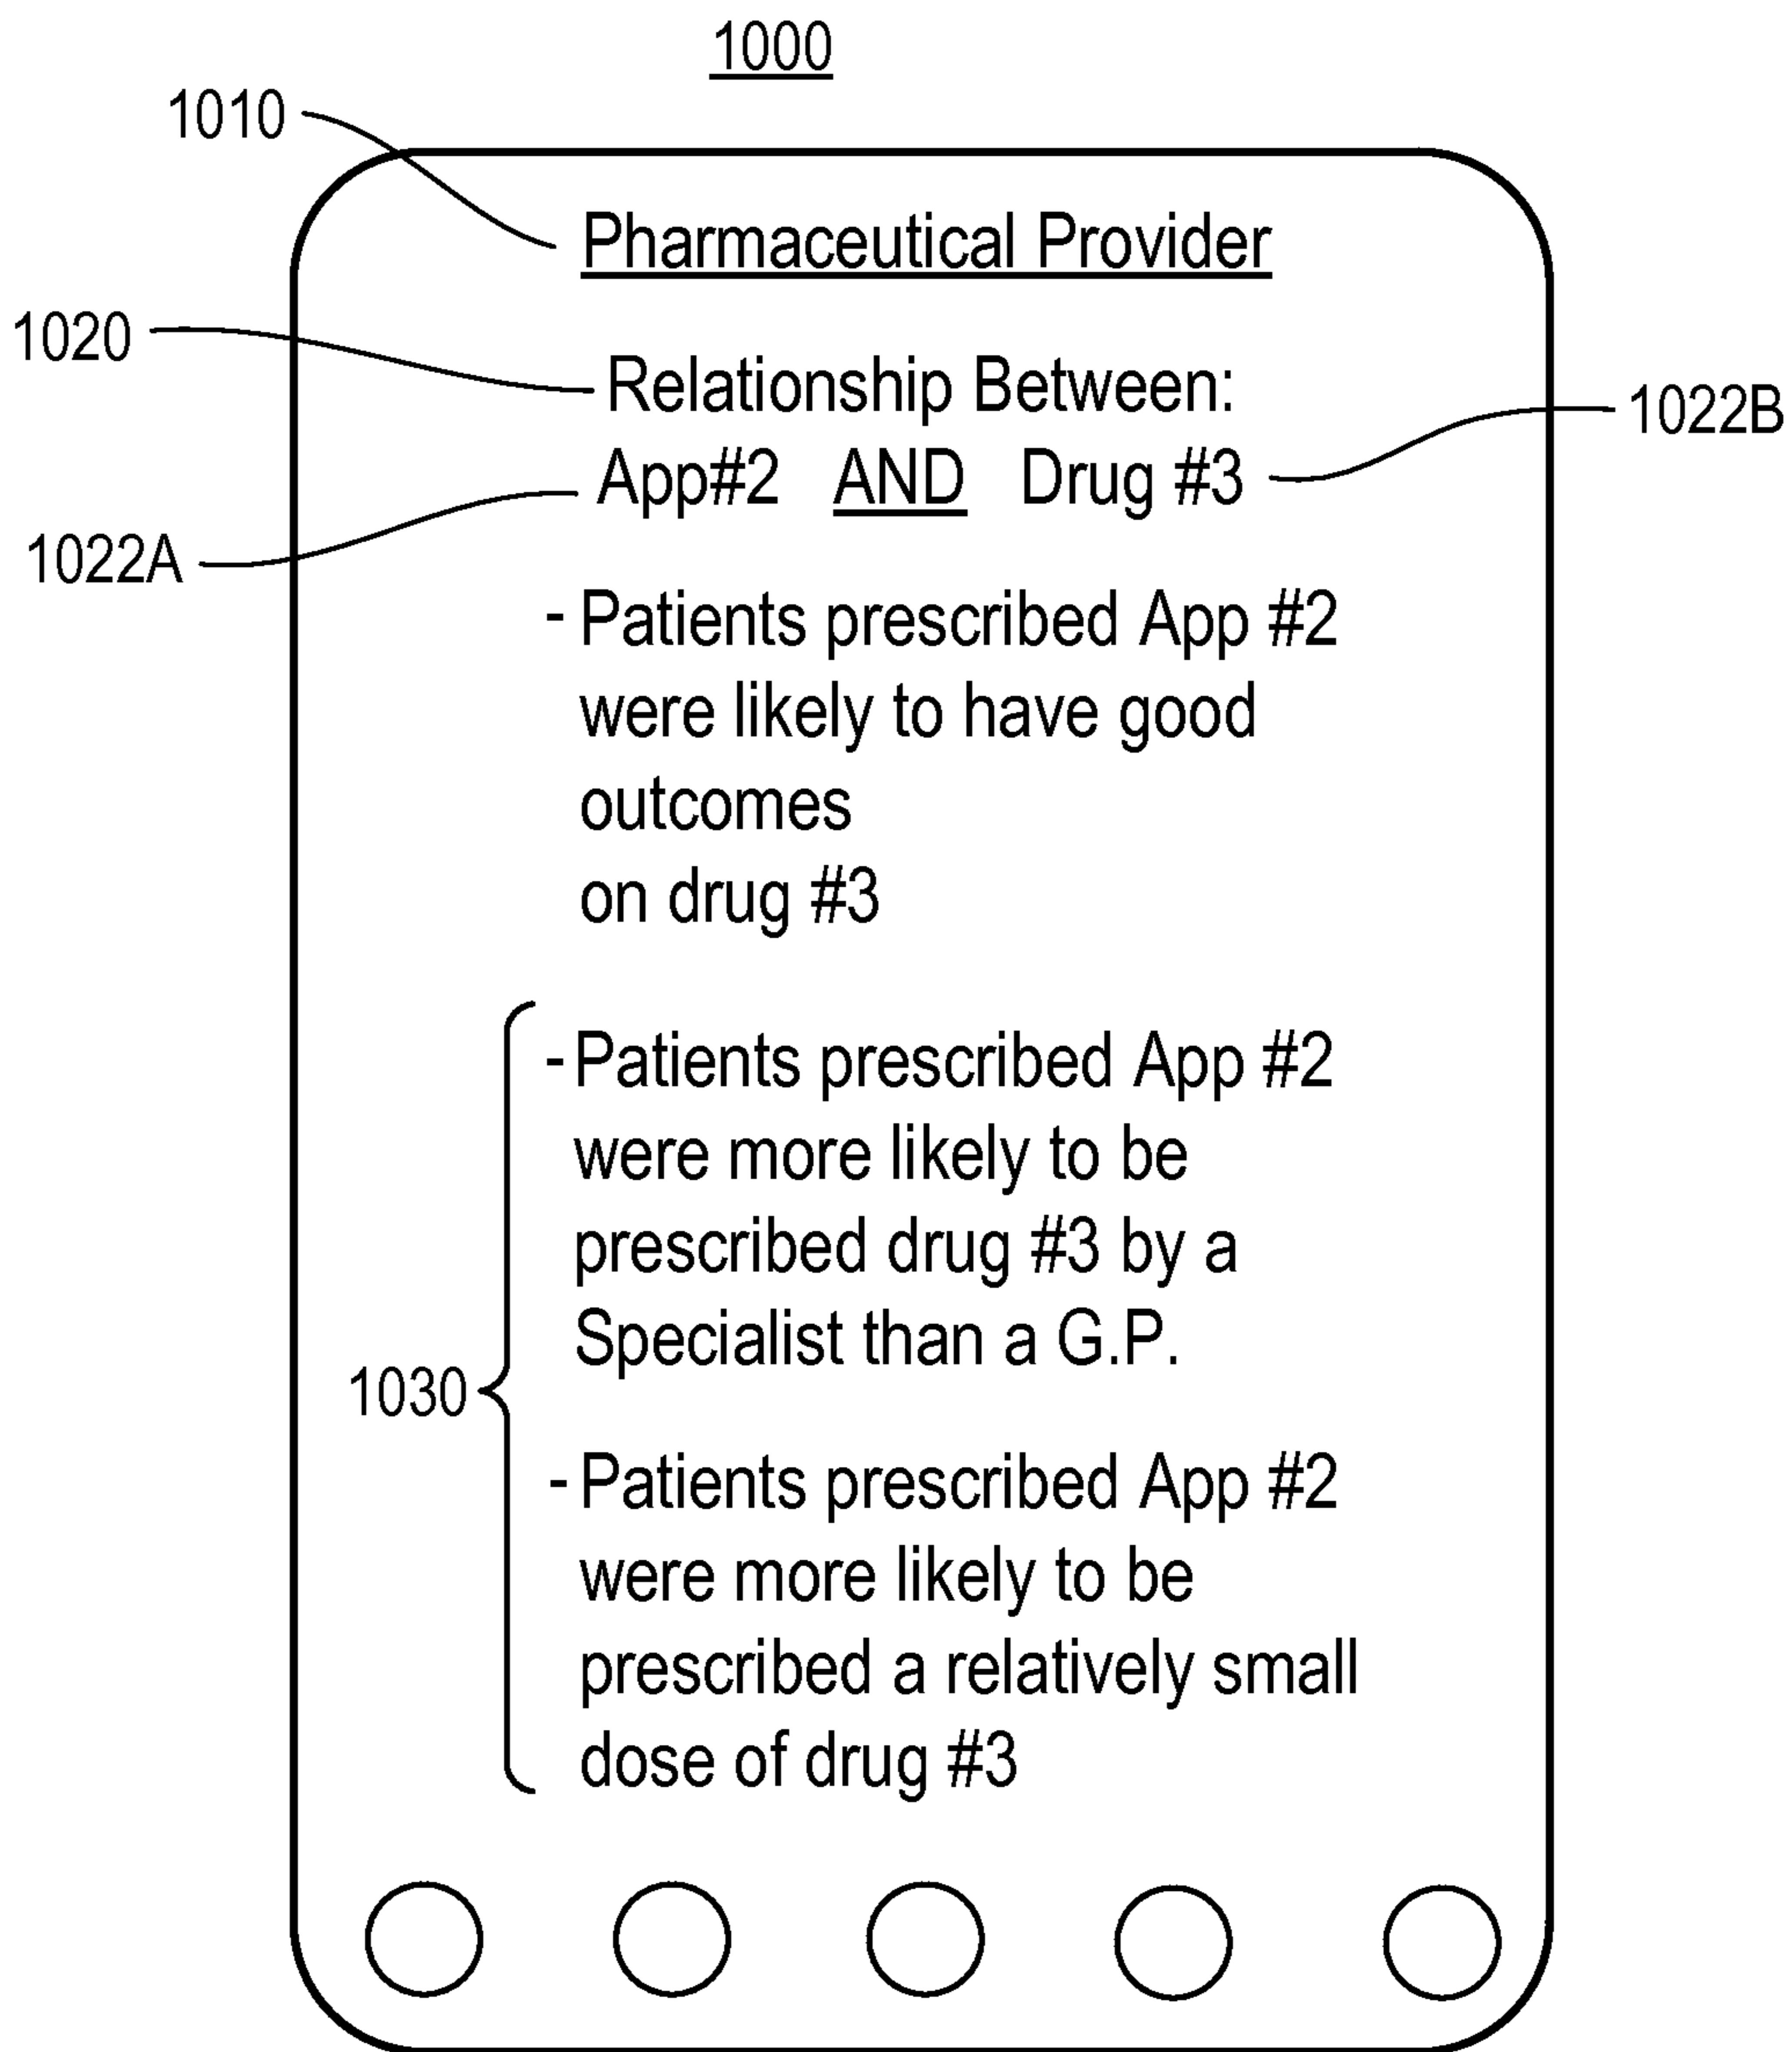 1000
1010
Pharmaceutical Provider
1020
Relationship Between:
1022B
App#2 AND Drug #3
1022A
- Patients prescribed App #2
were likely to have good
outcomes
on drug #3
- Patients prescribed App #2
were more likely to be
prescribed drug #3 by a
Specialist than a G.P.
1030
- Patients prescribed App #2
were more likely to be
prescribed a relatively small
dose of drug #3